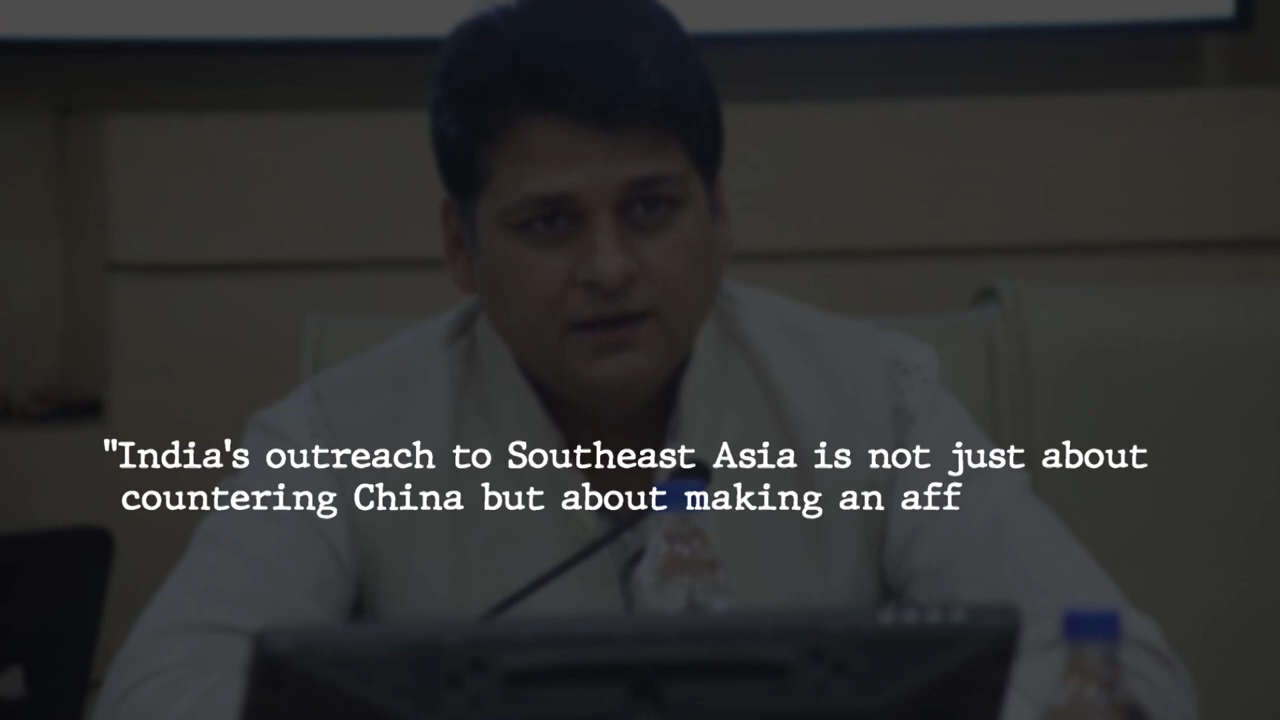 "India's outreach to Southeast Asia is not just about
countering China but about making an aff